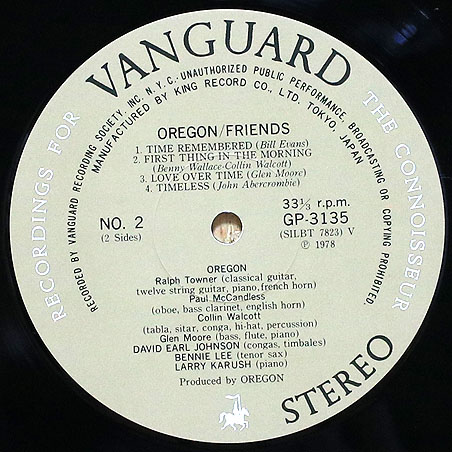 VANGUARD
RECORDINGS FOR THE CONNOISSEUR
STEREO
RECORDED BY VANGUARD RECORDING SOCIETY, INC. N.Y.C. UNAUTHORIZED PUBLIC PERFORMANCE, BROADCASTING OR COPYING PROHIBITED.
MANUFACTURED BY KING RECORD CO., LTD. TOKYO, JAPAN
OREGON/FRIENDS
1. TIME REMEMBERED (Bill Evans)
2. FIRST THING IN THE MORNING
(Benny Wallace-Collin Walcott)
3. LOVE OVER TIME (Glen Moore)
4. TIMELESS (John Abercrombie)
NO. 2
(2 Sides)
33⅓ r.p.m.
GP-3135
(SILBT 7823) V
Ⓟ 1978
OREGON
Ralph Towner (classical guitar,
twelve string guitar, piano, french horn)
Paul McCandless
(oboe, bass clarinet, english horn)
Collin Walcott
(tabla, sitar, conga, hi-hat, percussion)
Glen Moore (bass, flute, piano)
DAVID EARL JOHNSON (congas, timbales)
BENNIE LEE (tenor sax)
LARRY KARUSH (piano)
Produced by OREGON